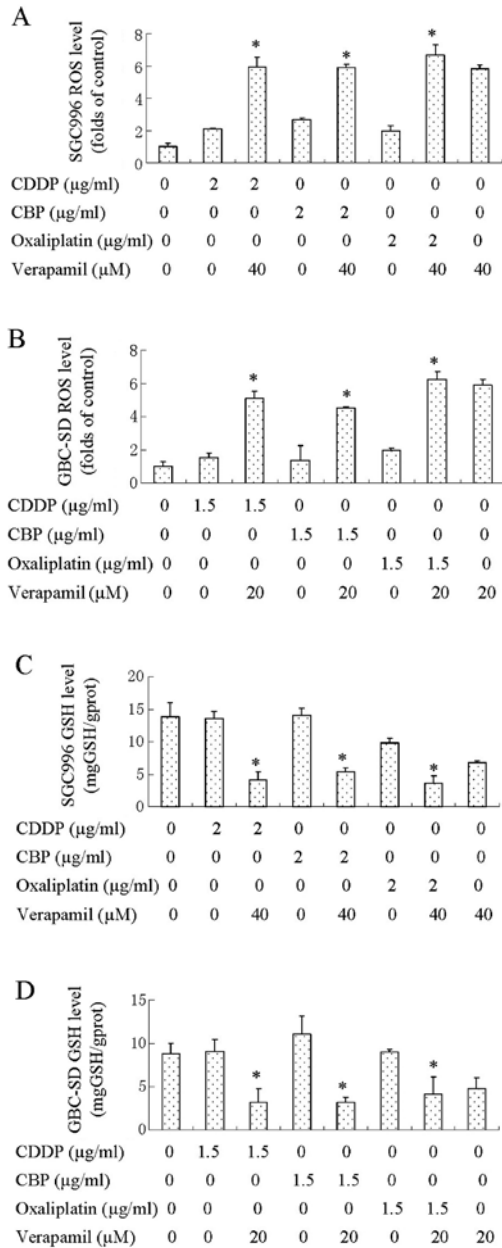 A
SGC996 ROS level
(folds of control)
8
6
4
2
0
* * *
CDDP (µg/ml) 0 2 2 0 0 0 0 0
CBP (µg/ml) 0 0 0 2 2 0 0 0
Oxaliplatin (µg/ml) 0 0 0 0 0 2 2 0
Verapamil (µM) 0 0 40 0 40 0 40 40
B
GBC-SD ROS level
(folds of control)
8
6
4
2
0
* * *
CDDP (µg/ml) 0 1.5 1.5 0 0 0 0 0
CBP (µg/ml) 0 0 0 1.5 1.5 0 0 0
Oxaliplatin (µg/ml) 0 0 0 0 0 1.5 1.5 0
Verapamil (µM) 0 0 20 0 20 0 20 20
C
SGC996 GSH level
(mgGSH/gprot)
20
15
10
5
0
* * *
CDDP (µg/ml) 0 2 2 0 0 0 0 0
CBP (µg/ml) 0 0 0 2 2 0 0 0
Oxaliplatin (µg/ml) 0 0 0 0 0 2 2 0
Verapamil (µM) 0 0 40 0 40 0 40 40
D
GBC-SD GSH level
(mgGSH/gprot)
15
10
5
0
* * *
CDDP (µg/ml) 0 1.5 1.5 0 0 0 0 0
CBP (µg/ml) 0 0 0 1.5 1.5 0 0 0
Oxaliplatin (µg/ml) 0 0 0 0 0 1.5 1.5 0
Verapamil (µM) 0 0 20 0 20 0 20 20